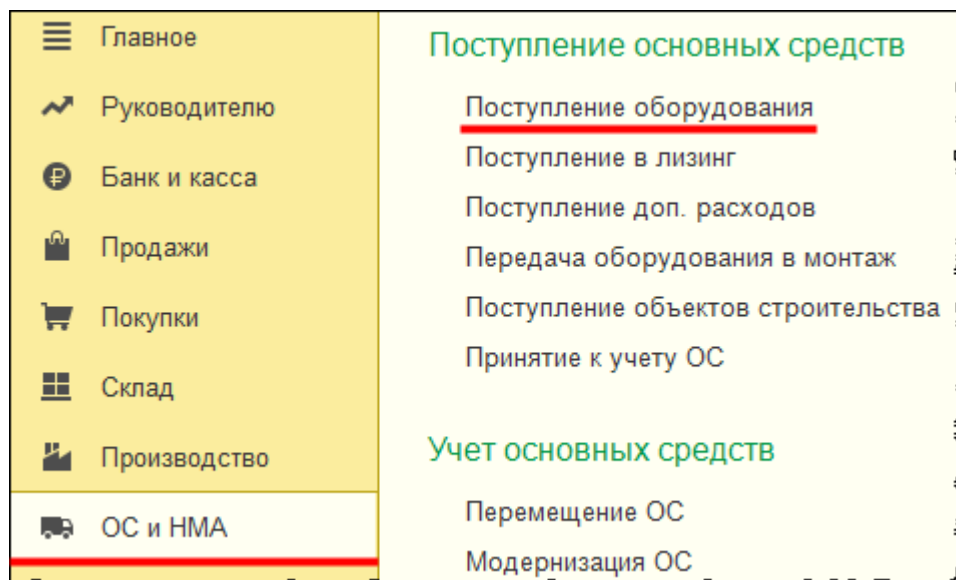 Главное
Руководителю
Банк и касса
Продажи
Покупки
Склад
Производство
ОС и НМА
Поступление основных средств
Поступление оборудования
Поступление в лизинг
Поступление доп. расходов
Передача оборудования в монтаж
Поступление объектов строительства
Принятие к учету ОС
Учет основных средств
Перемещение ОС
Модернизация ОС